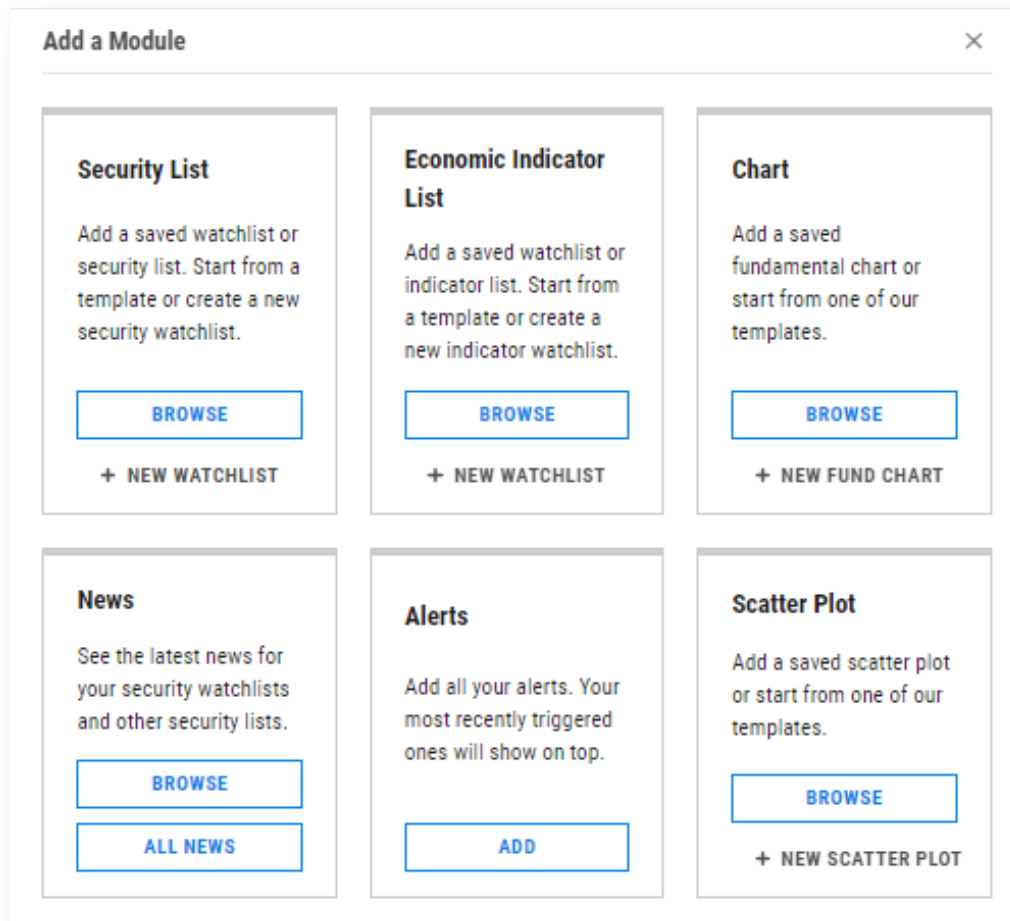 Add a Module
Security List
Add a saved watchlist or
security list. Start from a
template or create a new
security watchlist.
BROWSE
+ NEW WATCHLIST
Economic Indicator
List
Add a saved watchlist or
indicator list. Start from
a template or create a
new indicator watchlist.
BROWSE
+ NEW WATCHLIST
Chart
Add a saved
fundamental chart or
start from one of our
templates.
BROWSE
+ NEW FUND CHART
News
See the latest news for
your security watchlists
and other security lists.
BROWSE
ALL NEWS
Alerts
Add all your alerts. Your
most recently triggered
ones will show on top.
ADD
Scatter Plot
Add a saved scatter plot
or start from one of our
templates.
BROWSE
+ NEW SCATTER PLOT